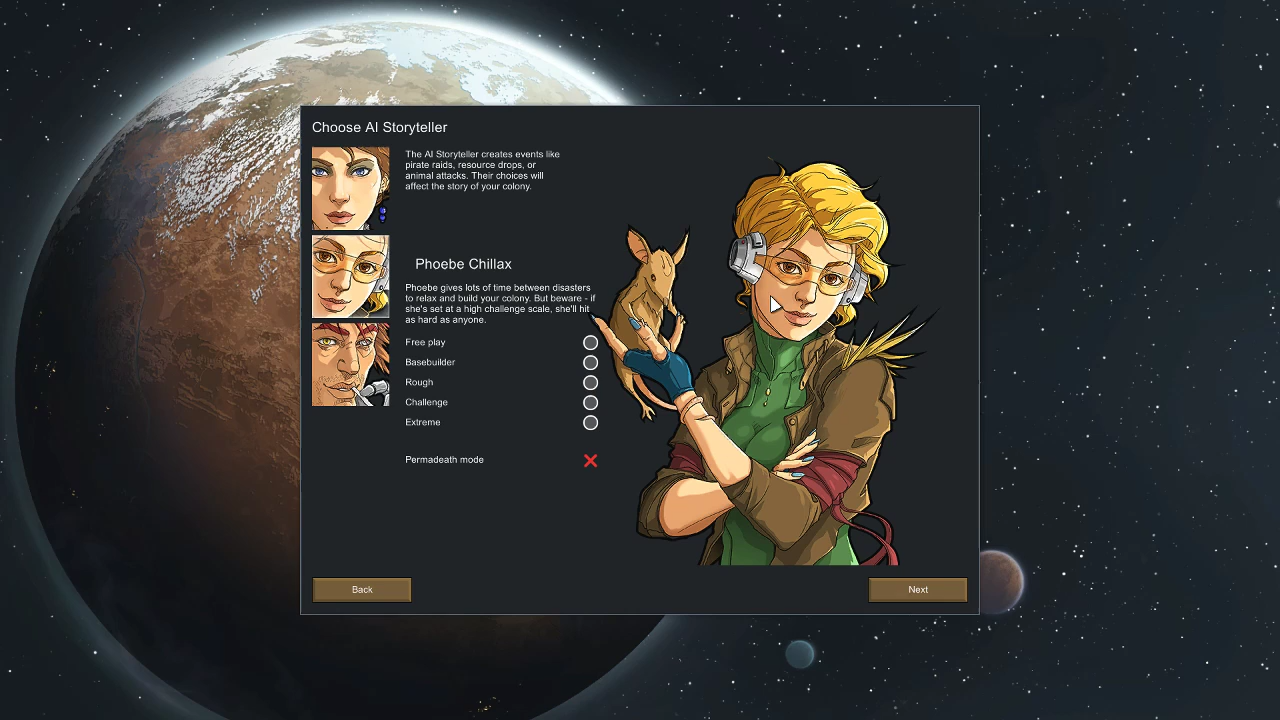 Choose AI Storyteller
The AI Storyteller creates events like
pirate raids, resource drops, or
animal attacks. Their choices will
affect the story of your colony.
Phoebe Chillax
Phoebe gives lots of time between disasters
to relax and build your colony. But beware - if
she's set at a high challenge scale, she'll hit
as hard as anyone.
Free play
Basebuilder
Rough
Challenge
Extreme
Permadeath mode
Back
Next